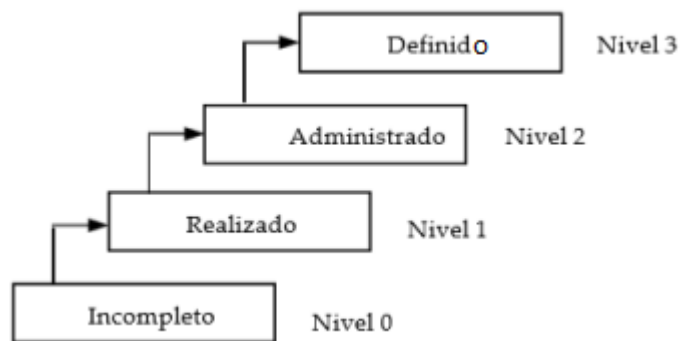 Definido Nivel 3
Administrado Nivel 2
Realizado Nivel 1
Incompleto Nivel 0